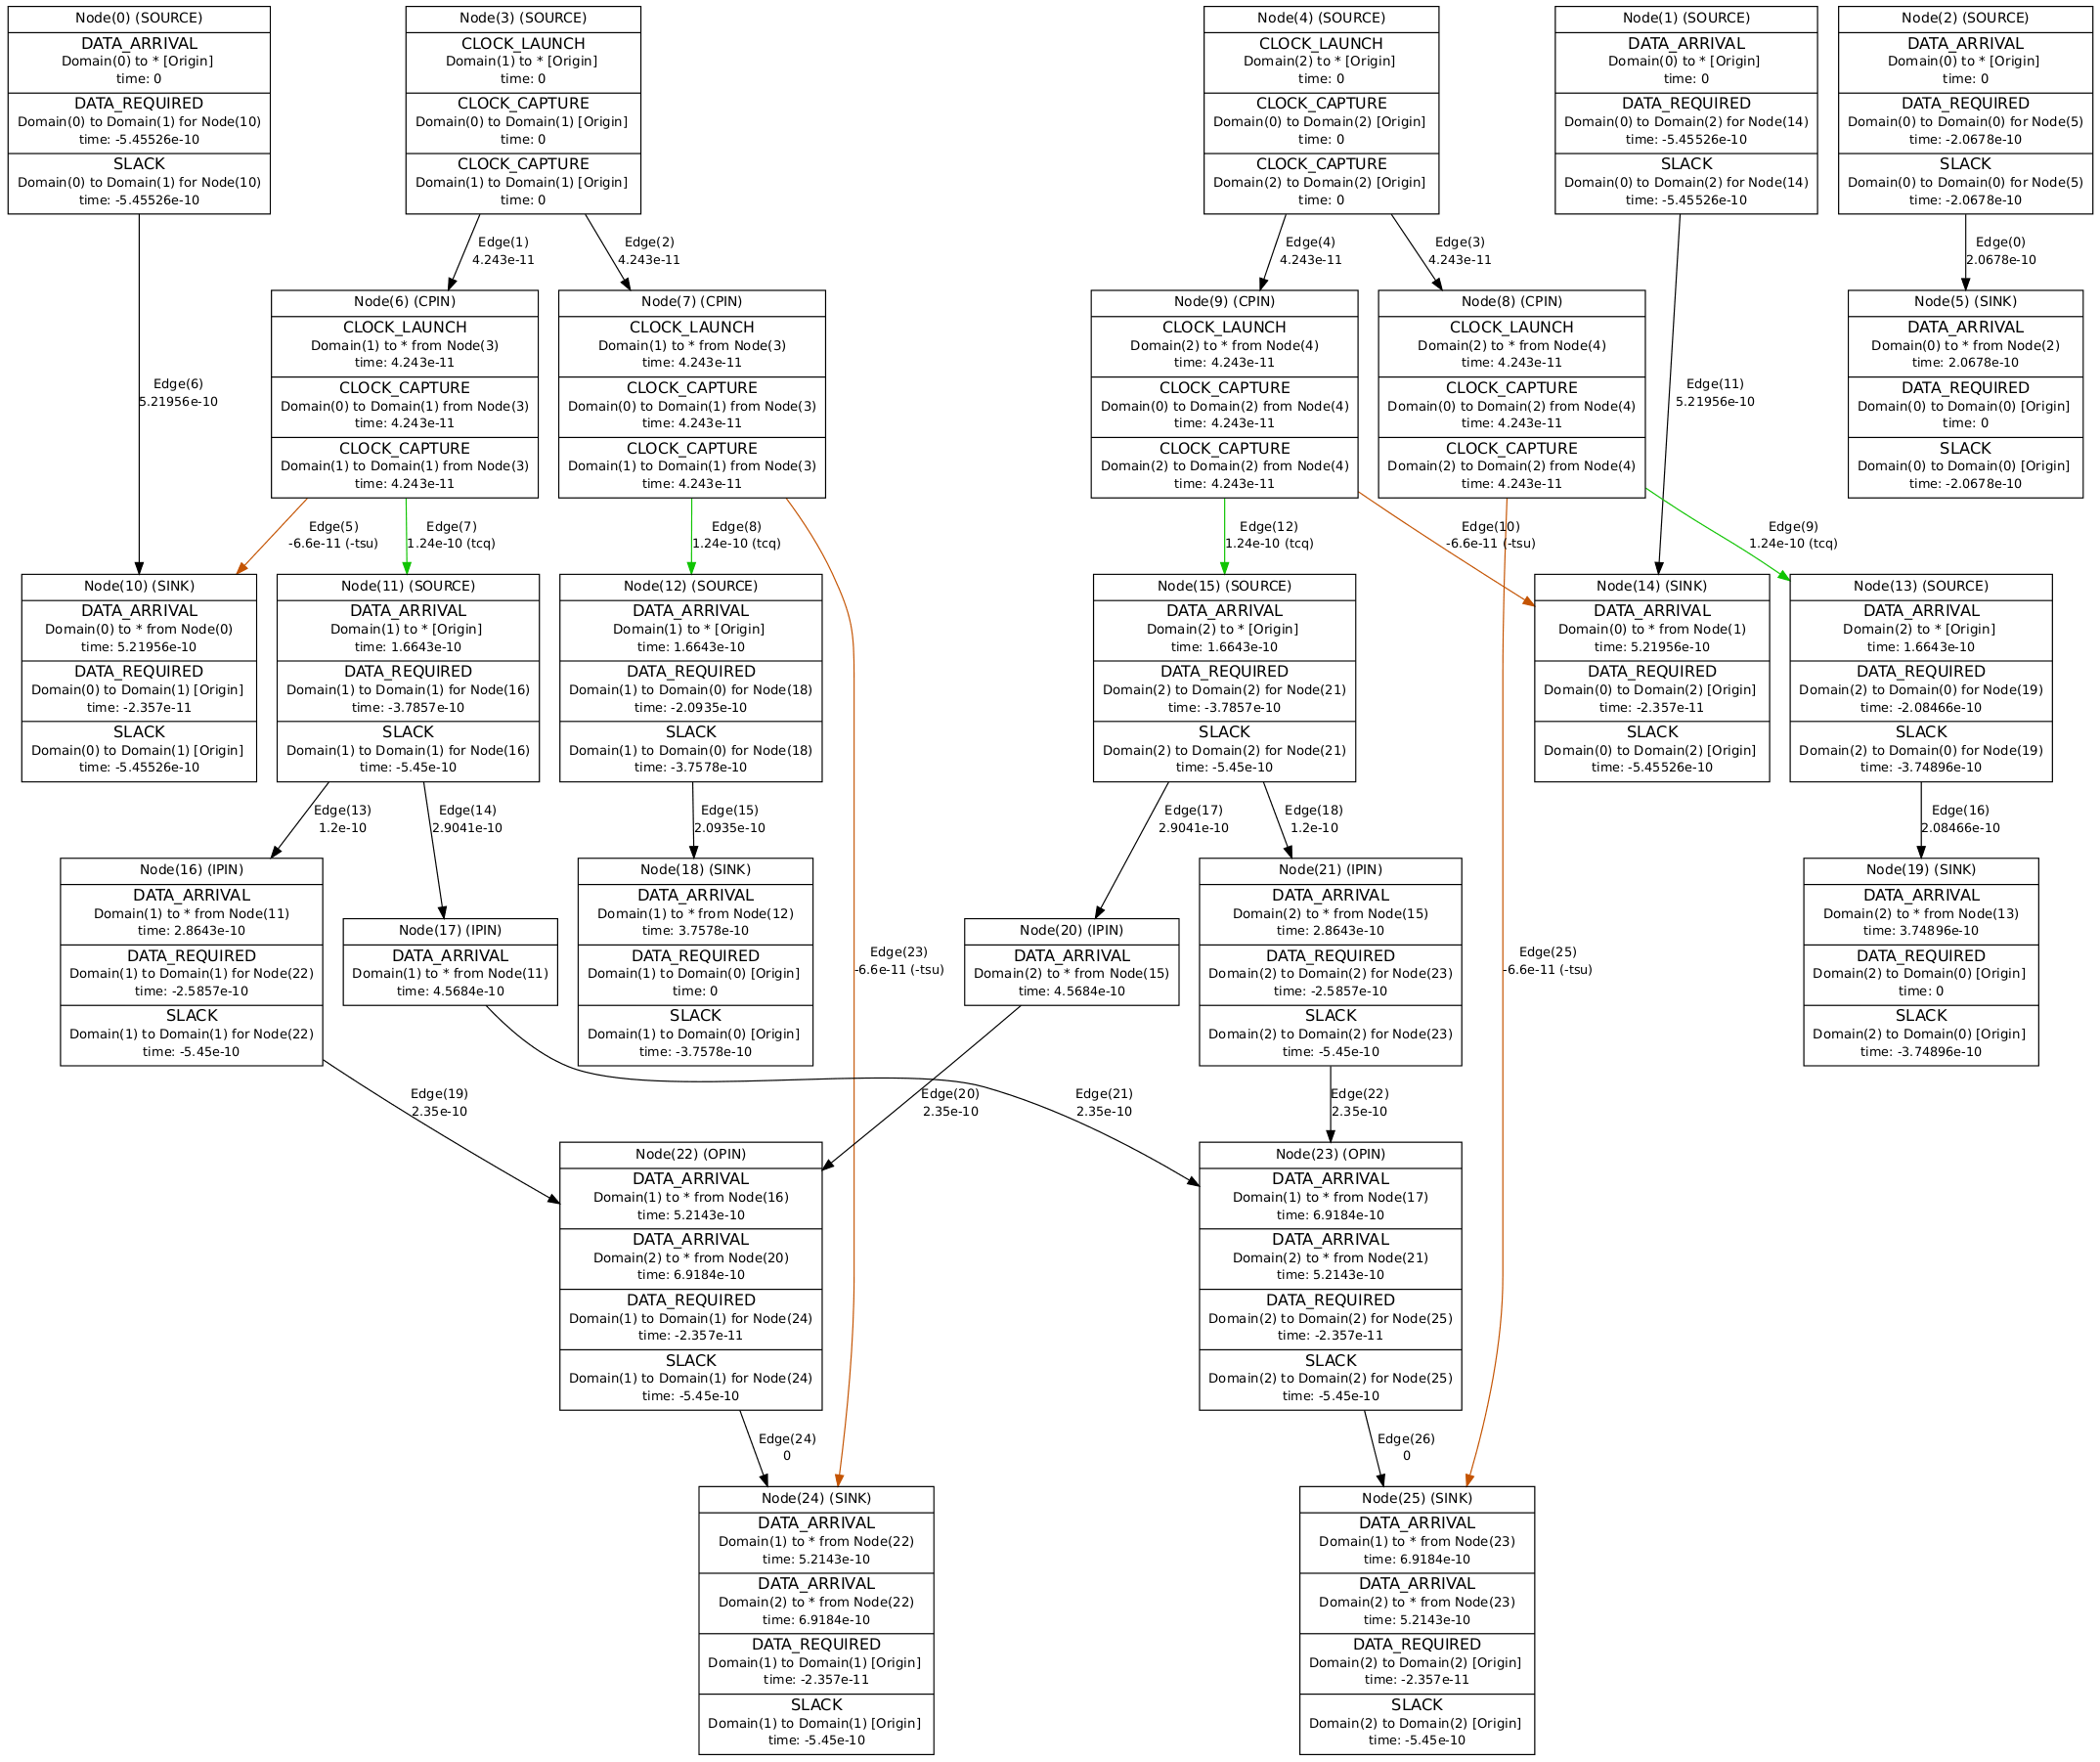 Node(0) (SOURCE)
DATA_ARRIVAL
Domain(0) to * [Origin]
time: 0
DATA_REQUIRED
Domain(0) to Domain(1) for Node(10)
time: -5.45526e-10
SLACK
Domain(0) to Domain(1) for Node(10)
time: -5.45526e-10
Node(3) (SOURCE)
CLOCK_LAUNCH
Domain(1) to * [Origin]
time: 0
CLOCK_CAPTURE
Domain(0) to Domain(1) [Origin]
time: 0
CLOCK_CAPTURE
Domain(1) to Domain(1) [Origin]
time: 0
Node(4) (SOURCE)
CLOCK_LAUNCH
Domain(2) to * [Origin]
time: 0
CLOCK_CAPTURE
Domain(0) to Domain(2) [Origin]
time: 0
CLOCK_CAPTURE
Domain(2) to Domain(2) [Origin]
time: 0
Node(1) (SOURCE)
DATA_ARRIVAL
Domain(0) to * [Origin]
time: 0
DATA_REQUIRED
Domain(0) to Domain(2) for Node(14)
time: -5.45526e-10
SLACK
Domain(0) to Domain(2) for Node(14)
time: -5.45526e-10
Node(2) (SOURCE)
DATA_ARRIVAL
Domain(0) to * [Origin]
time: 0
DATA_REQUIRED
Domain(0) to Domain(0) for Node(5)
time: -2.0678e-10
SLACK
Domain(0) to Domain(0) for Node(5)
time: -2.0678e-10
Edge(1)
4.243e-11
Edge(2)
4.243e-11
Edge(4)
4.243e-11
Edge(3)
4.243e-11
Edge(0)
2.0678e-10
Edge(6)
5.21956e-10
Node(6) (CPIN)
CLOCK_LAUNCH
Domain(1) to * from Node(3)
time: 4.243e-11
CLOCK_CAPTURE
Domain(0) to Domain(1) from Node(3)
time: 4.243e-11
CLOCK_CAPTURE
Domain(1) to Domain(1) from Node(3)
time: 4.243e-11
Node(7) (CPIN)
CLOCK_LAUNCH
Domain(1) to * from Node(3)
time: 4.243e-11
CLOCK_CAPTURE
Domain(0) to Domain(1) from Node(3)
time: 4.243e-11
CLOCK_CAPTURE
Domain(1) to Domain(1) from Node(3)
time: 4.243e-11
Node(9) (CPIN)
CLOCK_LAUNCH
Domain(2) to * from Node(4)
time: 4.243e-11
CLOCK_CAPTURE
Domain(0) to Domain(2) from Node(4)
time: 4.243e-11
CLOCK_CAPTURE
Domain(2) to Domain(2) from Node(4)
time: 4.243e-11
Node(8) (CPIN)
CLOCK_LAUNCH
Domain(2) to * from Node(4)
time: 4.243e-11
CLOCK_CAPTURE
Domain(0) to Domain(2) from Node(4)
time: 4.243e-11
CLOCK_CAPTURE
Domain(2) to Domain(2) from Node(4)
time: 4.243e-11
Edge(11)
5.21956e-10
Node(5) (SINK)
DATA_ARRIVAL
Domain(0) to * from Node(2)
time: 2.0678e-10
DATA_REQUIRED
Domain(0) to Domain(0) [Origin]
time: 0
SLACK
Domain(0) to Domain(0) [Origin]
time: -2.0678e-10
Edge(5)
-6.6e-11 (-tsu)
Edge(7)
1.24e-10 (tcq)
Edge(8)
1.24e-10 (tcq)
Edge(12)
1.24e-10 (tcq)
Edge(10)
-6.6e-11 (-tsu)
Edge(9)
1.24e-10 (tcq)
Node(10) (SINK)
DATA_ARRIVAL
Domain(0) to * from Node(0)
time: 5.21956e-10
DATA_REQUIRED
Domain(0) to Domain(1) [Origin]
time: -2.357e-11
SLACK
Domain(0) to Domain(1) [Origin]
time: -5.45526e-10
Node(11) (SOURCE)
DATA_ARRIVAL
Domain(1) to * [Origin]
time: 1.6643e-10
DATA_REQUIRED
Domain(1) to Domain(1) for Node(16)
time: -3.7857e-10
SLACK
Domain(1) to Domain(1) for Node(16)
time: -5.45e-10
Node(12) (SOURCE)
DATA_ARRIVAL
Domain(1) to * [Origin]
time: 1.6643e-10
DATA_REQUIRED
Domain(1) to Domain(0) for Node(18)
time: -2.0935e-10
SLACK
Domain(1) to Domain(0) for Node(18)
time: -3.7578e-10
Node(15) (SOURCE)
DATA_ARRIVAL
Domain(2) to * [Origin]
time: 1.6643e-10
DATA_REQUIRED
Domain(2) to Domain(2) for Node(21)
time: -3.7857e-10
SLACK
Domain(2) to Domain(2) for Node(21)
time: -5.45e-10
Node(14) (SINK)
DATA_ARRIVAL
Domain(0) to * from Node(1)
time: 5.21956e-10
DATA_REQUIRED
Domain(0) to Domain(2) [Origin]
time: -2.357e-11
SLACK
Domain(0) to Domain(2) [Origin]
time: -5.45526e-10
Node(13) (SOURCE)
DATA_ARRIVAL
Domain(2) to * [Origin]
time: 1.6643e-10
DATA_REQUIRED
Domain(2) to Domain(0) for Node(19)
time: -2.08466e-10
SLACK
Domain(2) to Domain(0) for Node(19)
time: -3.74896e-10
Edge(13)
1.2e-10
Edge(14)
2.9041e-10
Edge(15)
2.0935e-10
Edge(17)
2.9041e-10
Edge(18)
1.2e-10
Edge(16)
2.08466e-10
Node(16) (IPIN)
DATA_ARRIVAL
Domain(1) to * from Node(11)
time: 2.8643e-10
DATA_REQUIRED
Domain(1) to Domain(1) for Node(22)
time: -2.5857e-10
SLACK
Domain(1) to Domain(1) for Node(22)
time: -5.45e-10
Node(17) (IPIN)
DATA_ARRIVAL
Domain(1) to * from Node(11)
time: 4.5684e-10
Node(18) (SINK)
DATA_ARRIVAL
Domain(1) to * from Node(12)
time: 3.7578e-10
DATA_REQUIRED
Domain(1) to Domain(0) [Origin]
time: 0
SLACK
Domain(1) to Domain(0) [Origin]
time: -3.7578e-10
Edge(23)
-6.6e-11 (-tsu)
Node(20) (IPIN)
DATA_ARRIVAL
Domain(2) to * from Node(15)
time: 4.5684e-10
Node(21) (IPIN)
DATA_ARRIVAL
Domain(2) to * from Node(15)
time: 2.8643e-10
DATA_REQUIRED
Domain(2) to Domain(2) for Node(23)
time: -2.5857e-10
SLACK
Domain(2) to Domain(2) for Node(23)
time: -5.45e-10
Edge(25)
-6.6e-11 (-tsu)
Node(19) (SINK)
DATA_ARRIVAL
Domain(2) to * from Node(13)
time: 3.74896e-10
DATA_REQUIRED
Domain(2) to Domain(0) [Origin]
time: 0
SLACK
Domain(2) to Domain(0) [Origin]
time: -3.74896e-10
Edge(19)
2.35e-10
Edge(20)
2.35e-10
Edge(21)
2.35e-10
Edge(22)
2.35e-10
Node(22) (OPIN)
DATA_ARRIVAL
Domain(1) to * from Node(16)
time: 5.2143e-10
DATA_ARRIVAL
Domain(2) to * from Node(20)
time: 6.9184e-10
DATA_REQUIRED
Domain(1) to Domain(1) for Node(24)
time: -2.357e-11
SLACK
Domain(1) to Domain(1) for Node(24)
time: -5.45e-10
Node(23) (OPIN)
DATA_ARRIVAL
Domain(1) to * from Node(17)
time: 6.9184e-10
DATA_ARRIVAL
Domain(2) to * from Node(21)
time: 5.2143e-10
DATA_REQUIRED
Domain(2) to Domain(2) for Node(25)
time: -2.357e-11
SLACK
Domain(2) to Domain(2) for Node(25)
time: -5.45e-10
Edge(24)
0
Edge(26)
0
Node(24) (SINK)
DATA_ARRIVAL
Domain(1) to * from Node(22)
time: 5.2143e-10
DATA_ARRIVAL
Domain(2) to * from Node(22)
time: 6.9184e-10
DATA_REQUIRED
Domain(1) to Domain(1) [Origin]
time: -2.357e-11
SLACK
Domain(1) to Domain(1) [Origin]
time: -5.45e-10
Node(25) (SINK)
DATA_ARRIVAL
Domain(1) to * from Node(23)
time: 6.9184e-10
DATA_ARRIVAL
Domain(2) to * from Node(23)
time: 5.2143e-10
DATA_REQUIRED
Domain(2) to Domain(2) [Origin]
time: -2.357e-11
SLACK
Domain(2) to Domain(2) [Origin]
time: -5.45e-10